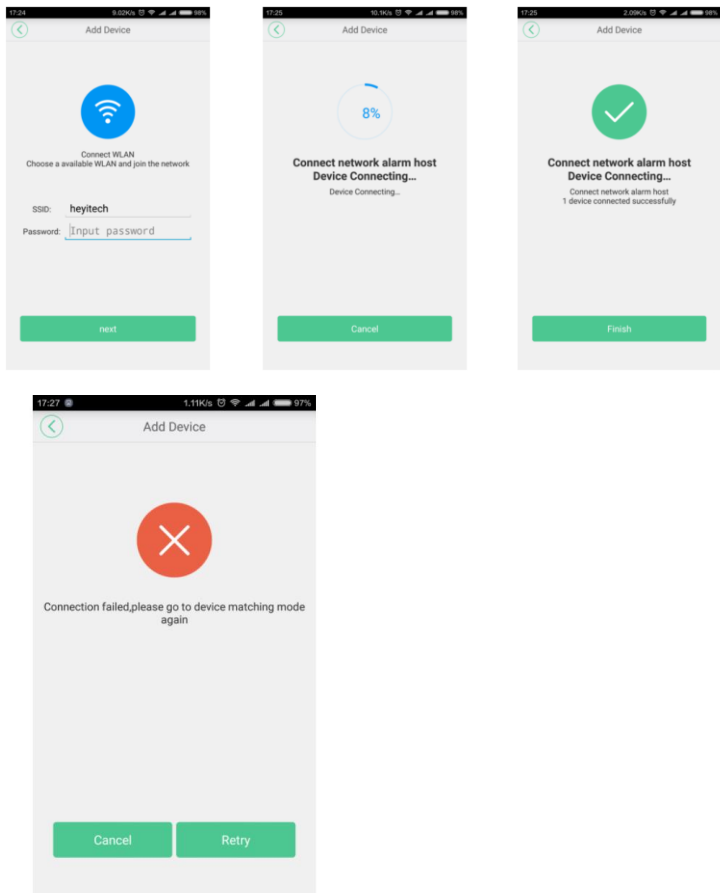 17:24 9.02K/s 98%
Add Device
Connect WLAN
Choose a available WLAN and join the network
SSID: heyitech
Password: Input password
next
17:25 10.1K/s 98%
Add Device
8%
Connect network alarm host
Device Connecting...
Device Connecting...
Cancel
17:25 2.09K/s 98%
Add Device
Connect network alarm host
Device Connecting...
Connect network alarm host
1 device connected successfully
Finish
17:27 1.11K/s 97%
Add Device
Connection failed,please go to device matching mode
again
Cancel Retry